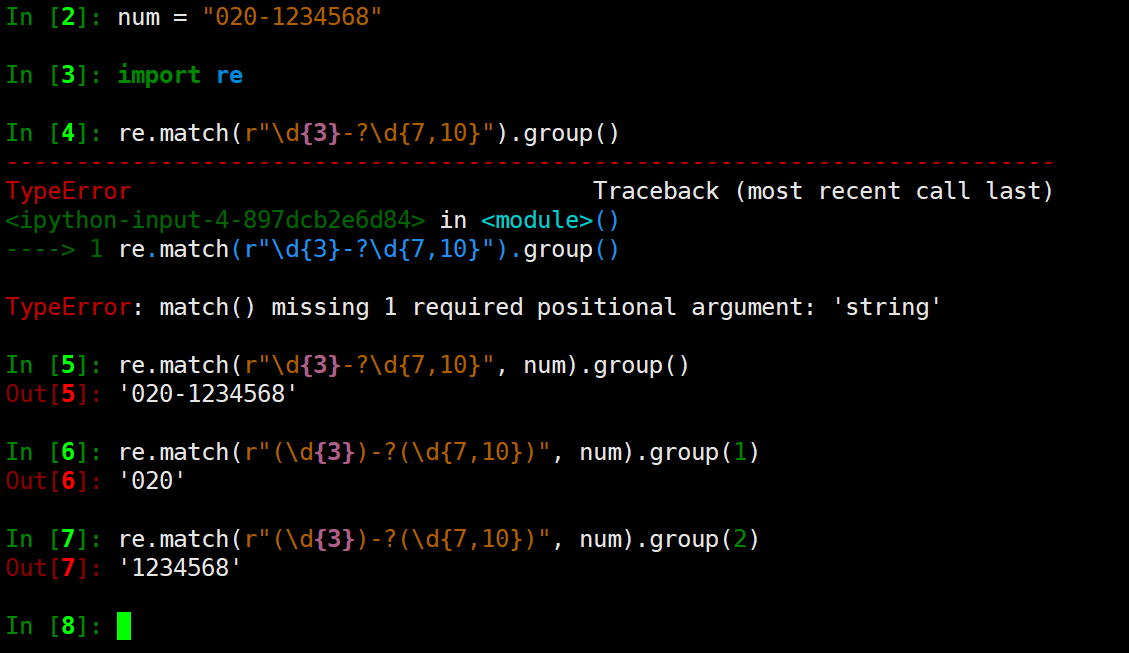 In [2]: num = "020-1234568"
In [3]: import re
In [4]: re.match(r"\d{3}-?\d{7,10}").group()
---------------------------------------------------------------------------
TypeError                                 Traceback (most recent call last)
<ipython-input-4-897dcb2e6d84> in <module>()
----> 1 re.match(r"\d{3}-?\d{7,10}").group()
TypeError: match() missing 1 required positional argument: 'string'
In [5]: re.match(r"\d{3}-?\d{7,10}", num).group()
Out[5]: '020-1234568'
In [6]: re.match(r"(\d{3})-?(\d{7,10})", num).group(1)
Out[6]: '020'
In [7]: re.match(r"(\d{3})-?(\d{7,10})", num).group(2)
Out[7]: '1234568'
In [8]: